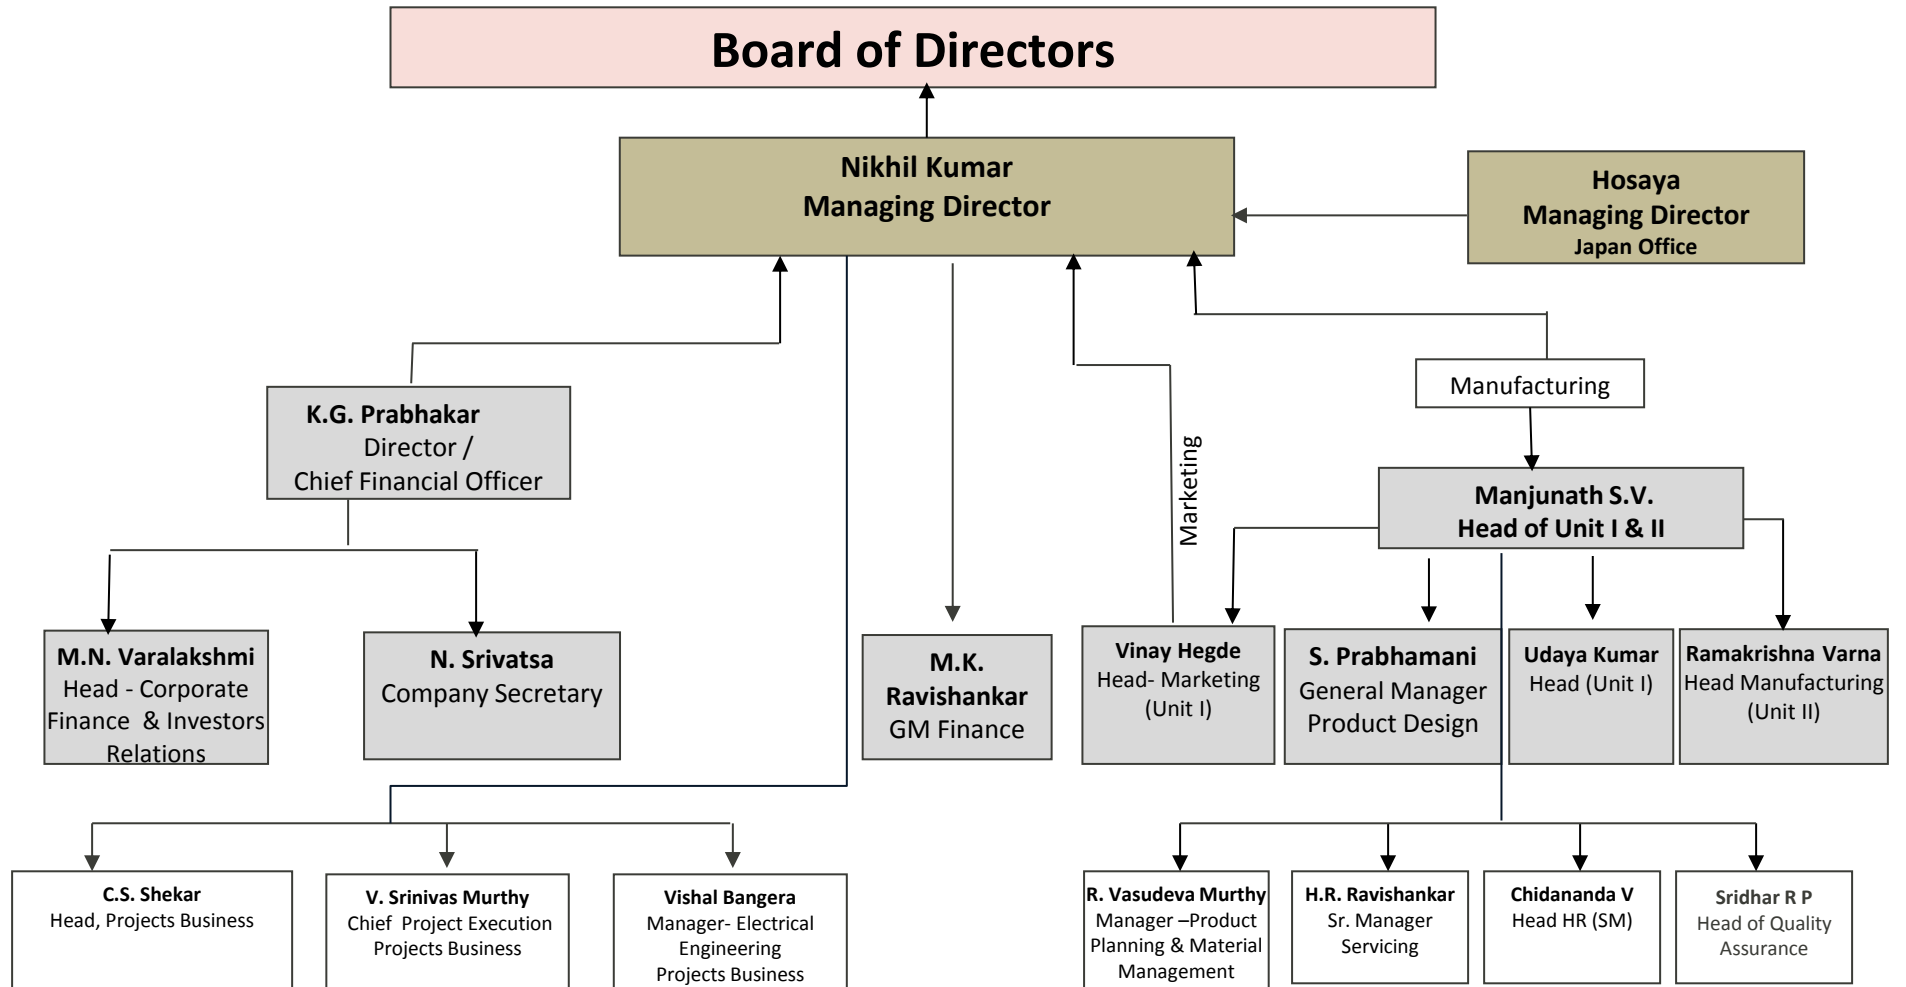 Board of Directors
Nikhil Kumar
Managing Director
Hosaya
Managing Director
Japan Office
K.G. Prabhakar
Director /
Chief Financial Officer
Manufacturing
Marketing
Manjunath S.V.
Head of Unit I & II
M.N. Varalakshmi
Head - Corporate
Finance & Investors
Relations
N. Srivatsa
Company Secretary
M.K.
Ravishankar
GM Finance
Vinay Hegde
Head- Marketing
(Unit I)
S. Prabhamani
General Manager
Product Design
Udaya Kumar
Head (Unit I)
Ramakrishna Varna
Head Manufacturing
(Unit II)
C.S. Shekar
Head, Projects Business
V. Srinivas Murthy
Chief Project Execution
Projects Business
Vishal Bangera
Manager- Electrical
Engineering
Projects Business
R. Vasudeva Murthy
Manager –Product
Planning & Material
Management
H.R. Ravishankar
Sr. Manager
Servicing
Chidananda V
Head HR (SM)
Sridhar R P
Head of Quality
Assurance